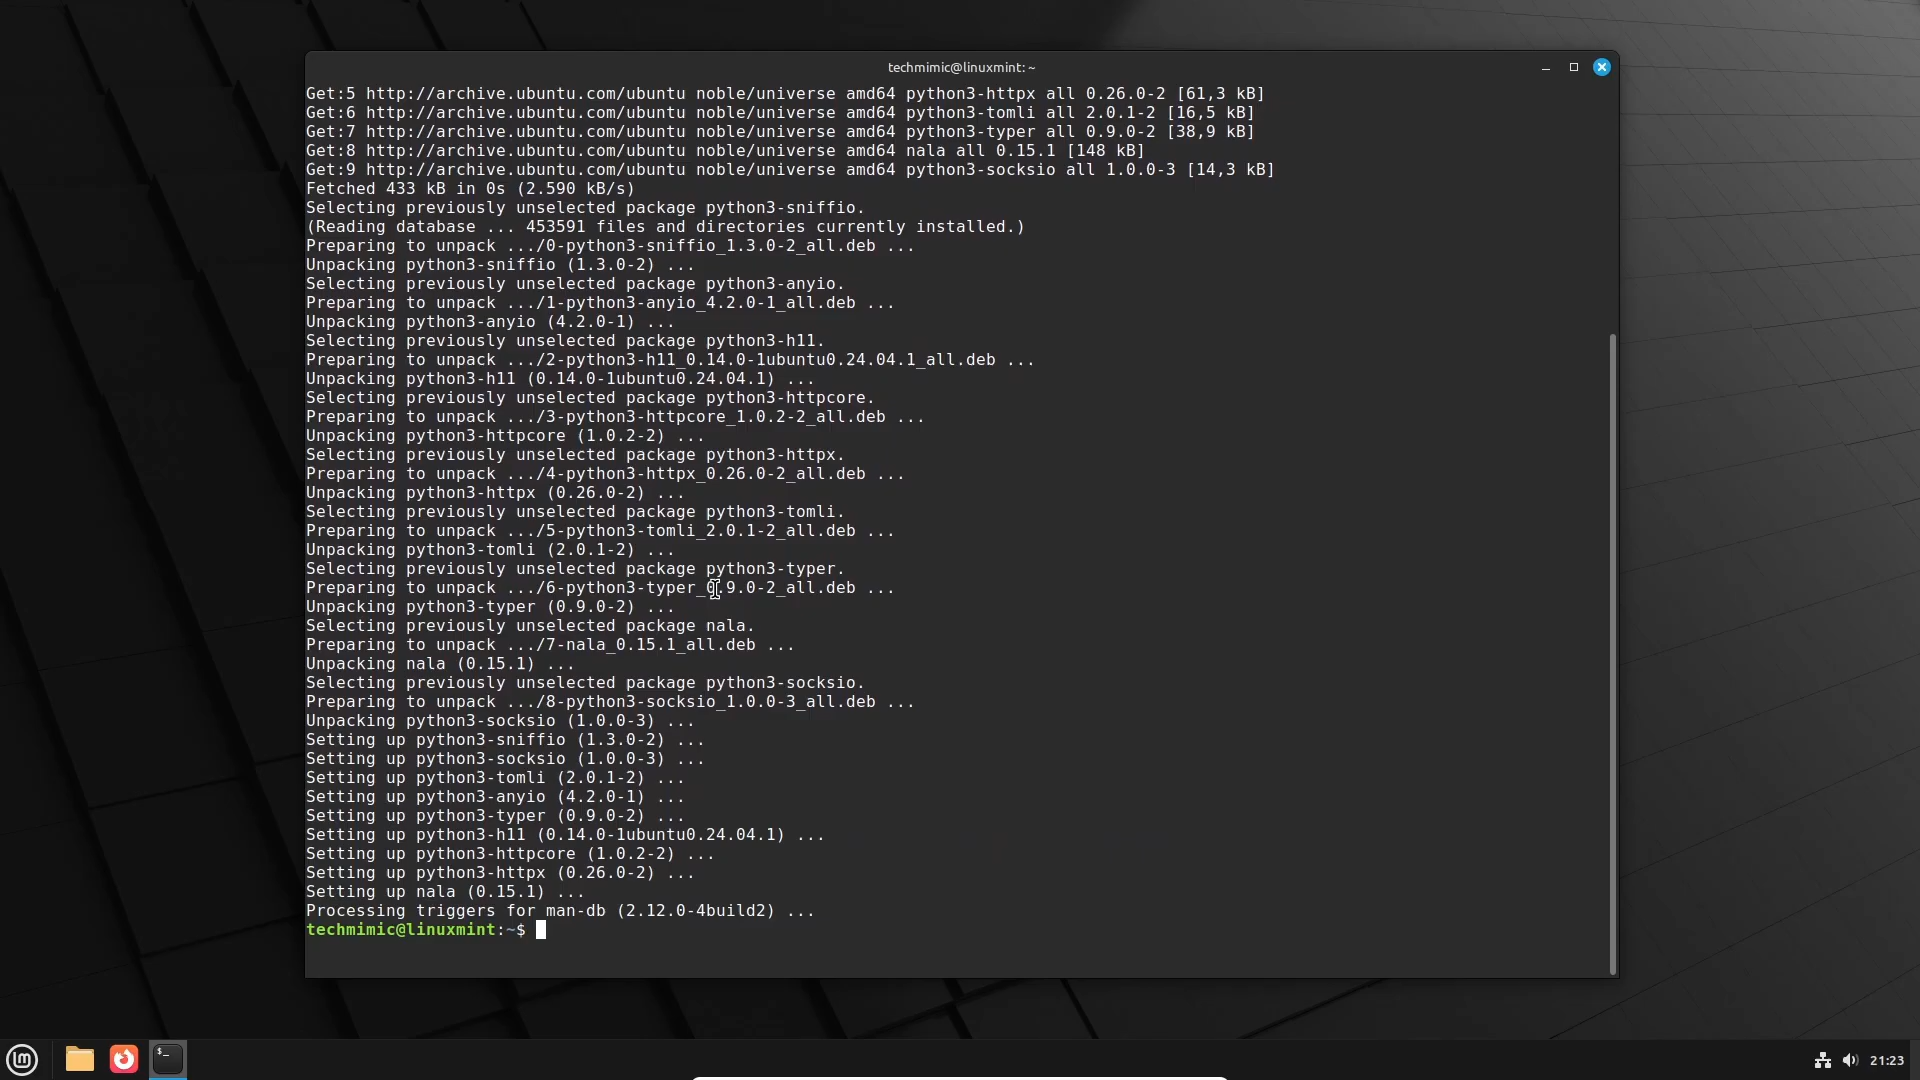 techmimic@linuxmint: ~
Get:5 http://archive.ubuntu.com/ubuntu noble/universe amd64 python3-httpx all 0.26.0-2 [61,3 kB]
Get:6 http://archive.ubuntu.com/ubuntu noble/universe amd64 python3-tomli all 2.0.1-2 [16,5 kB]
Get:7 http://archive.ubuntu.com/ubuntu noble/universe amd64 python3-typer all 0.9.0-2 [38,9 kB]
Get:8 http://archive.ubuntu.com/ubuntu noble/universe amd64 nala all 0.15.1 [148 kB]
Get:9 http://archive.ubuntu.com/ubuntu noble/universe amd64 python3-socksio all 1.0.0-3 [14,3 kB]
Fetched 433 kB in 0s (2.590 kB/s)
Selecting previously unselected package python3-sniffio.
(Reading database ... 453591 files and directories currently installed.)
Preparing to unpack .../0-python3-sniffio_1.3.0-2_all.deb ...
Unpacking python3-sniffio (1.3.0-2) ...
Selecting previously unselected package python3-anyio.
Preparing to unpack .../1-python3-anyio_4.2.0-1_all.deb ...
Unpacking python3-anyio (4.2.0-1) ...
Selecting previously unselected package python3-h11.
Preparing to unpack .../2-python3-h11_0.14.0-1ubuntu0.24.04.1_all.deb ...
Unpacking python3-h11 (0.14.0-1ubuntu0.24.04.1) ...
Selecting previously unselected package python3-httpcore.
Preparing to unpack .../3-python3-httpcore_1.0.2-2_all.deb ...
Unpacking python3-httpcore (1.0.2-2) ...
Selecting previously unselected package python3-httpx.
Preparing to unpack .../4-python3-httpx_0.26.0-2_all.deb ...
Unpacking python3-httpx (0.26.0-2) ...
Selecting previously unselected package python3-tomli.
Preparing to unpack .../5-python3-tomli_2.0.1-2_all.deb ...
Unpacking python3-tomli (2.0.1-2) ...
Selecting previously unselected package python3-typer.
Preparing to unpack .../6-python3-typer_0.9.0-2_all.deb ...
Unpacking python3-typer (0.9.0-2) ...
Selecting previously unselected package nala.
Preparing to unpack .../7-nala_0.15.1_all.deb ...
Unpacking nala (0.15.1) ...
Selecting previously unselected package python3-socksio.
Preparing to unpack .../8-python3-socksio_1.0.0-3_all.deb ...
Unpacking python3-socksio (1.0.0-3) ...
Setting up python3-sniffio (1.3.0-2) ...
Setting up python3-socksio (1.0.0-3) ...
Setting up python3-tomli (2.0.1-2) ...
Setting up python3-anyio (4.2.0-1) ...
Setting up python3-typer (0.9.0-2) ...
Setting up python3-h11 (0.14.0-1ubuntu0.24.04.1) ...
Setting up python3-httpcore (1.0.2-2) ...
Setting up python3-httpx (0.26.0-2) ...
Setting up nala (0.15.1) ...
Processing triggers for man-db (2.12.0-4build2) ...
techmimic@linuxmint:~$
21:23